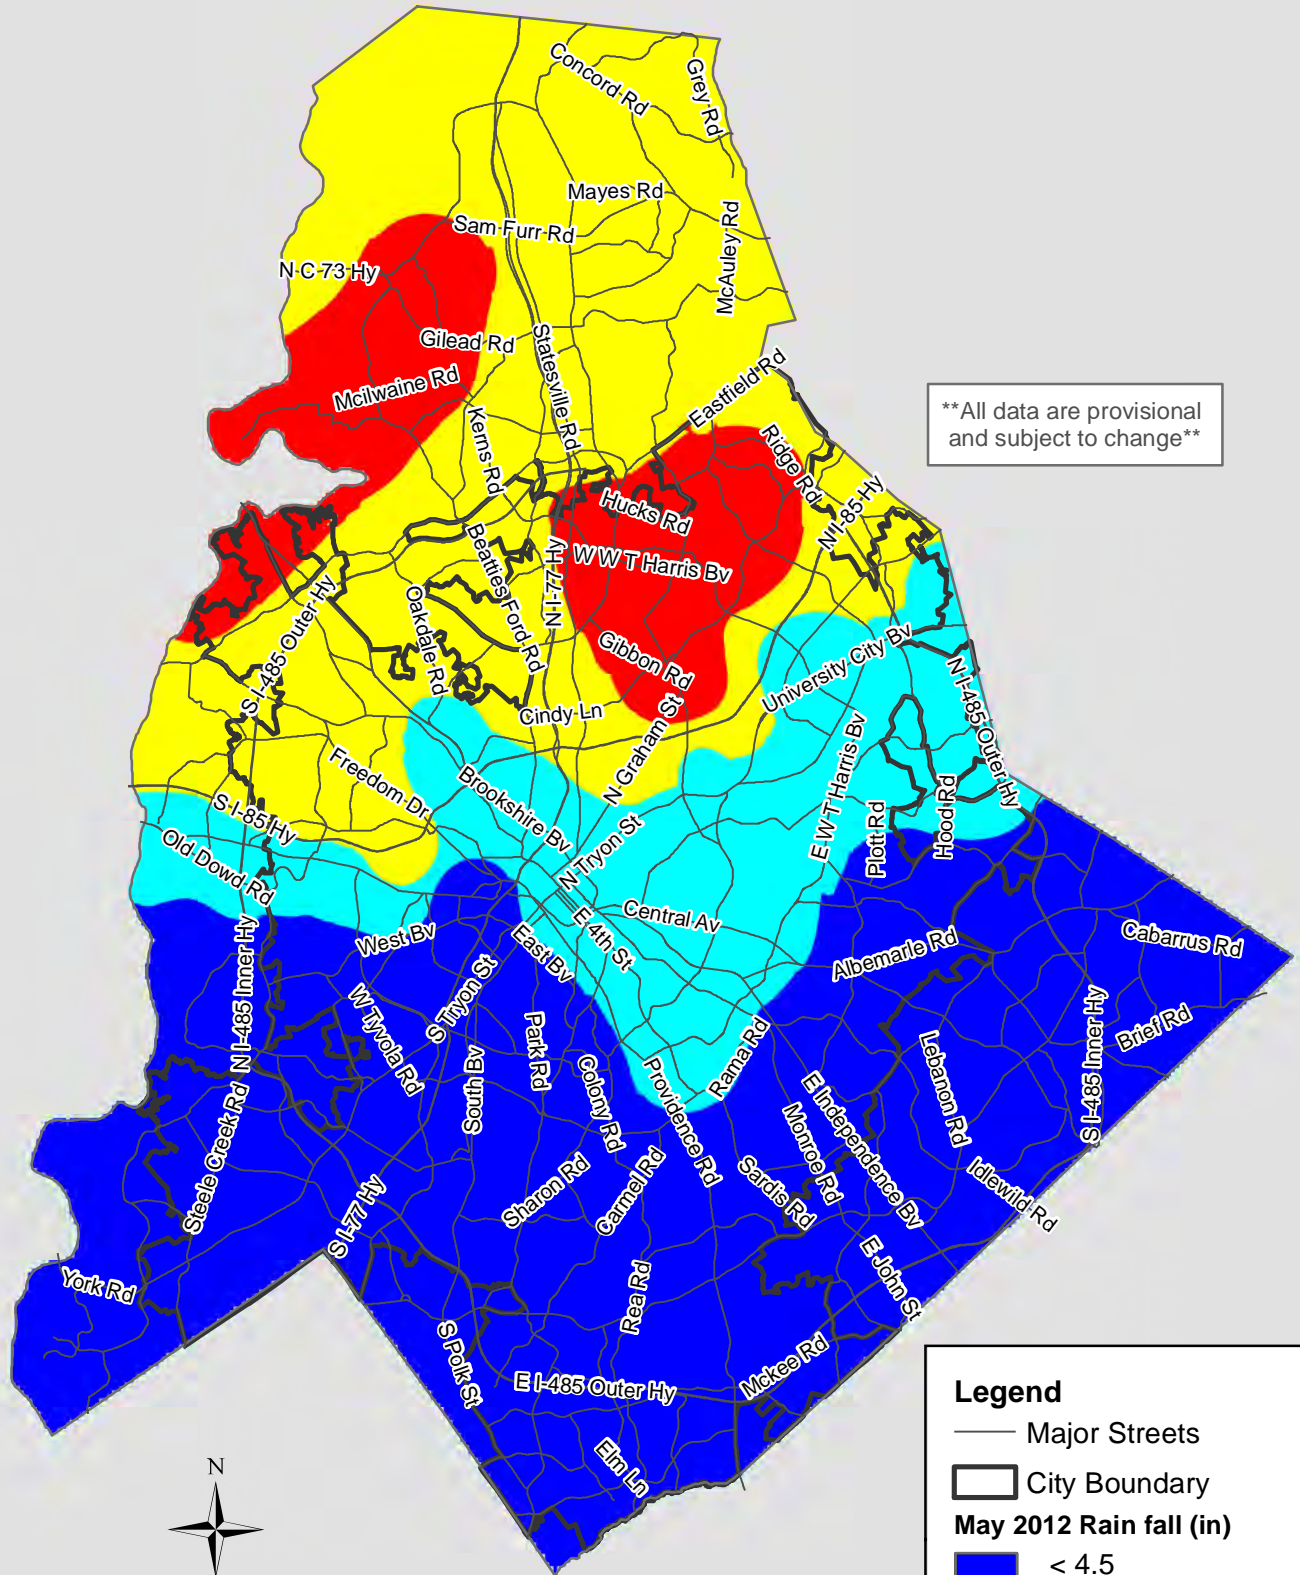 Concord Rd
Grey Rd
Mayes Rd
McAuley Rd
Sam Furr Rd
N C 73 Hy
Gilead Rd
Statesville Rd
Mcilwaine Rd
Eastfield Rd
**All data are provisional
and subject to change**
Kerns Rd
Ridge Rd
Hucks Rd
N I-85 Hy
Beatties Ford Rd
N I-77 Hy
W W T Harris Bv
S I-485 Outer Hy
Oakdale Rd
Gibbon Rd
University City Bv
N I-485 Outer Hy
Cindy Ln
N Graham St
E W T Harris Bv
Freedom Dr
Brookshire Bv
S I-85 Hy
Plott Rd
Hood Rd
Old Dowd Rd
N Tryon St
Central Av
E 4th St
East Bv
West Bv
Albemarle Rd
Cabarrus Rd
N I-485 Inner Hy
S Tryon St
W Tyvola Rd
Park Rd
South Bv
Colony Rd
Providence Rd
Rama Rd
Lebanon Rd
S I-485 Inner Hy
Brief Rd
Steele Creek Rd
E Independence Bv
Monroe Rd
Sharon Rd
Carmel Rd
Sardis Rd
Idlewild Rd
S I-77 Hy
York Rd
Rea Rd
E John St
S Polk St
E I-485 Outer Hy
Mckee Rd
Elm Ln
N
Legend
Major Streets
City Boundary
May 2012 Rain fall (in)
< 4.5